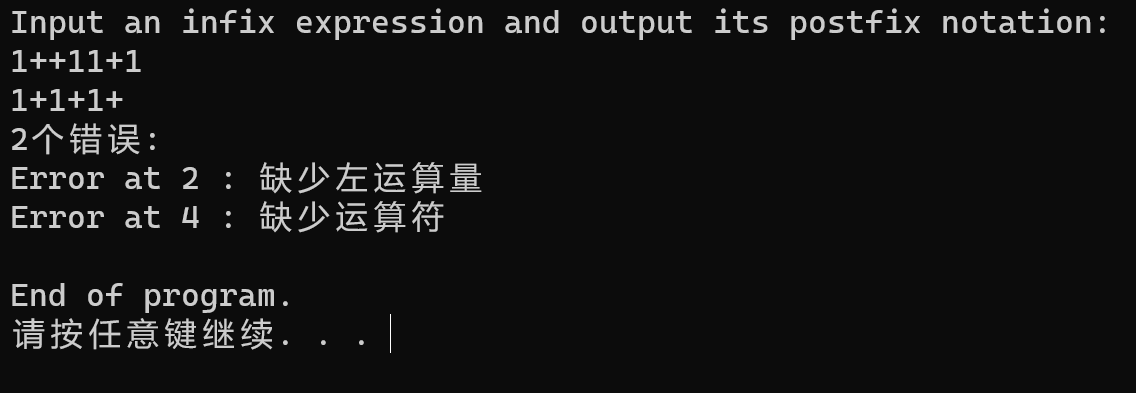 Input an infix expression and output its postfix notation:
1++11+1
1+1+1+
2个错误:
Error at 2 : 缺少左运算量
Error at 4 : 缺少运算符
End of program.
请按任意键继续. . .